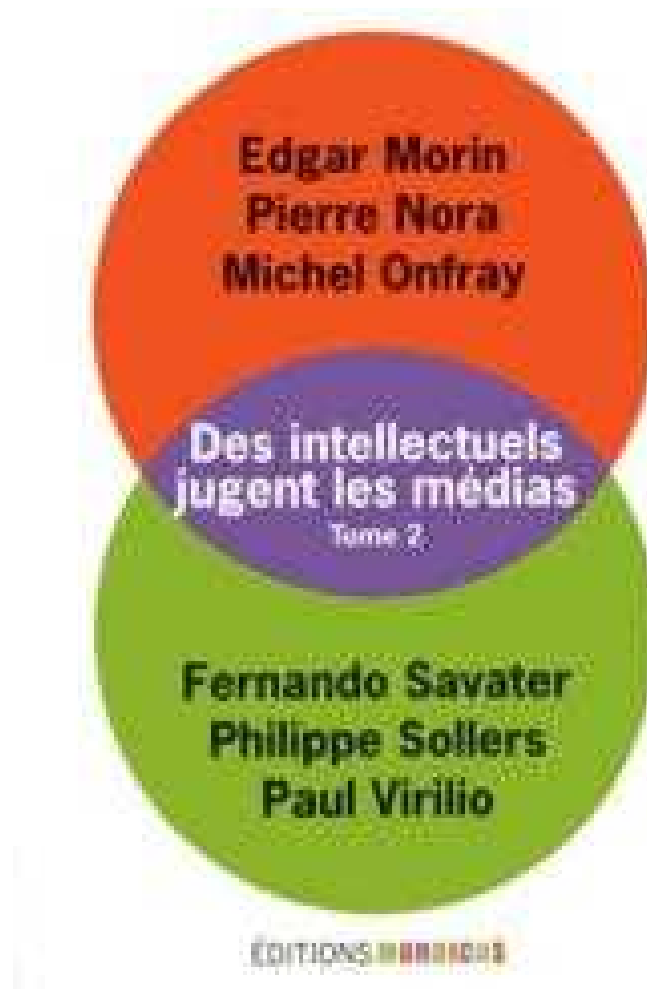 Edgar Morin
Pierre Nora
Michel Onfray
Des intellectuels
jugent les médias
Tome 2
Fernando Savater
Philippe Sollers
Paul Virilio
ÉDITIONS